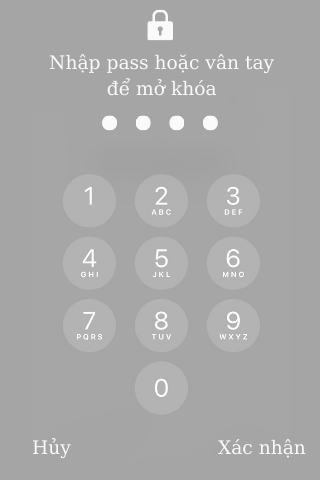 Nhập pass hoặc vân tay
để mở khóa
1 2 3
ABC DEF
4 5 6
GHI JKL MNO
7 8 9
PQRS TUV WXYZ
0
Hủy Xác nhận